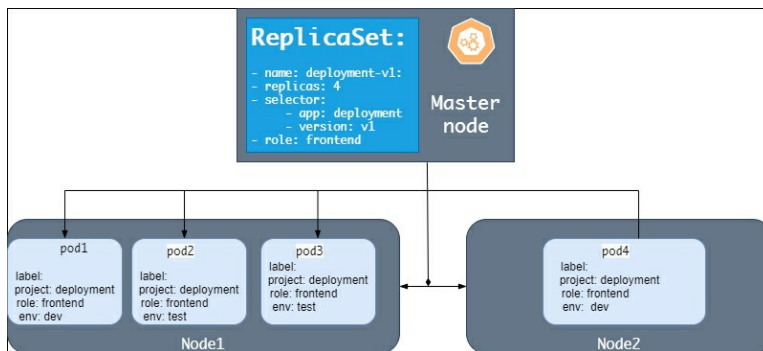 ReplicaSet:
- name: deployment-v1:
- replicas: 4
- selector:
- app: deployment
- version: v1
- role: frontend
Master
node
pod1
label:
project: deployment
role: frontend
env: dev
pod2
label:
project: deployment
role: frontend
env: test
pod3
label:
project: deployment
role: frontend
env: test
Node1
pod4
label:
project: deployment
role: frontend
env: dev
Node2